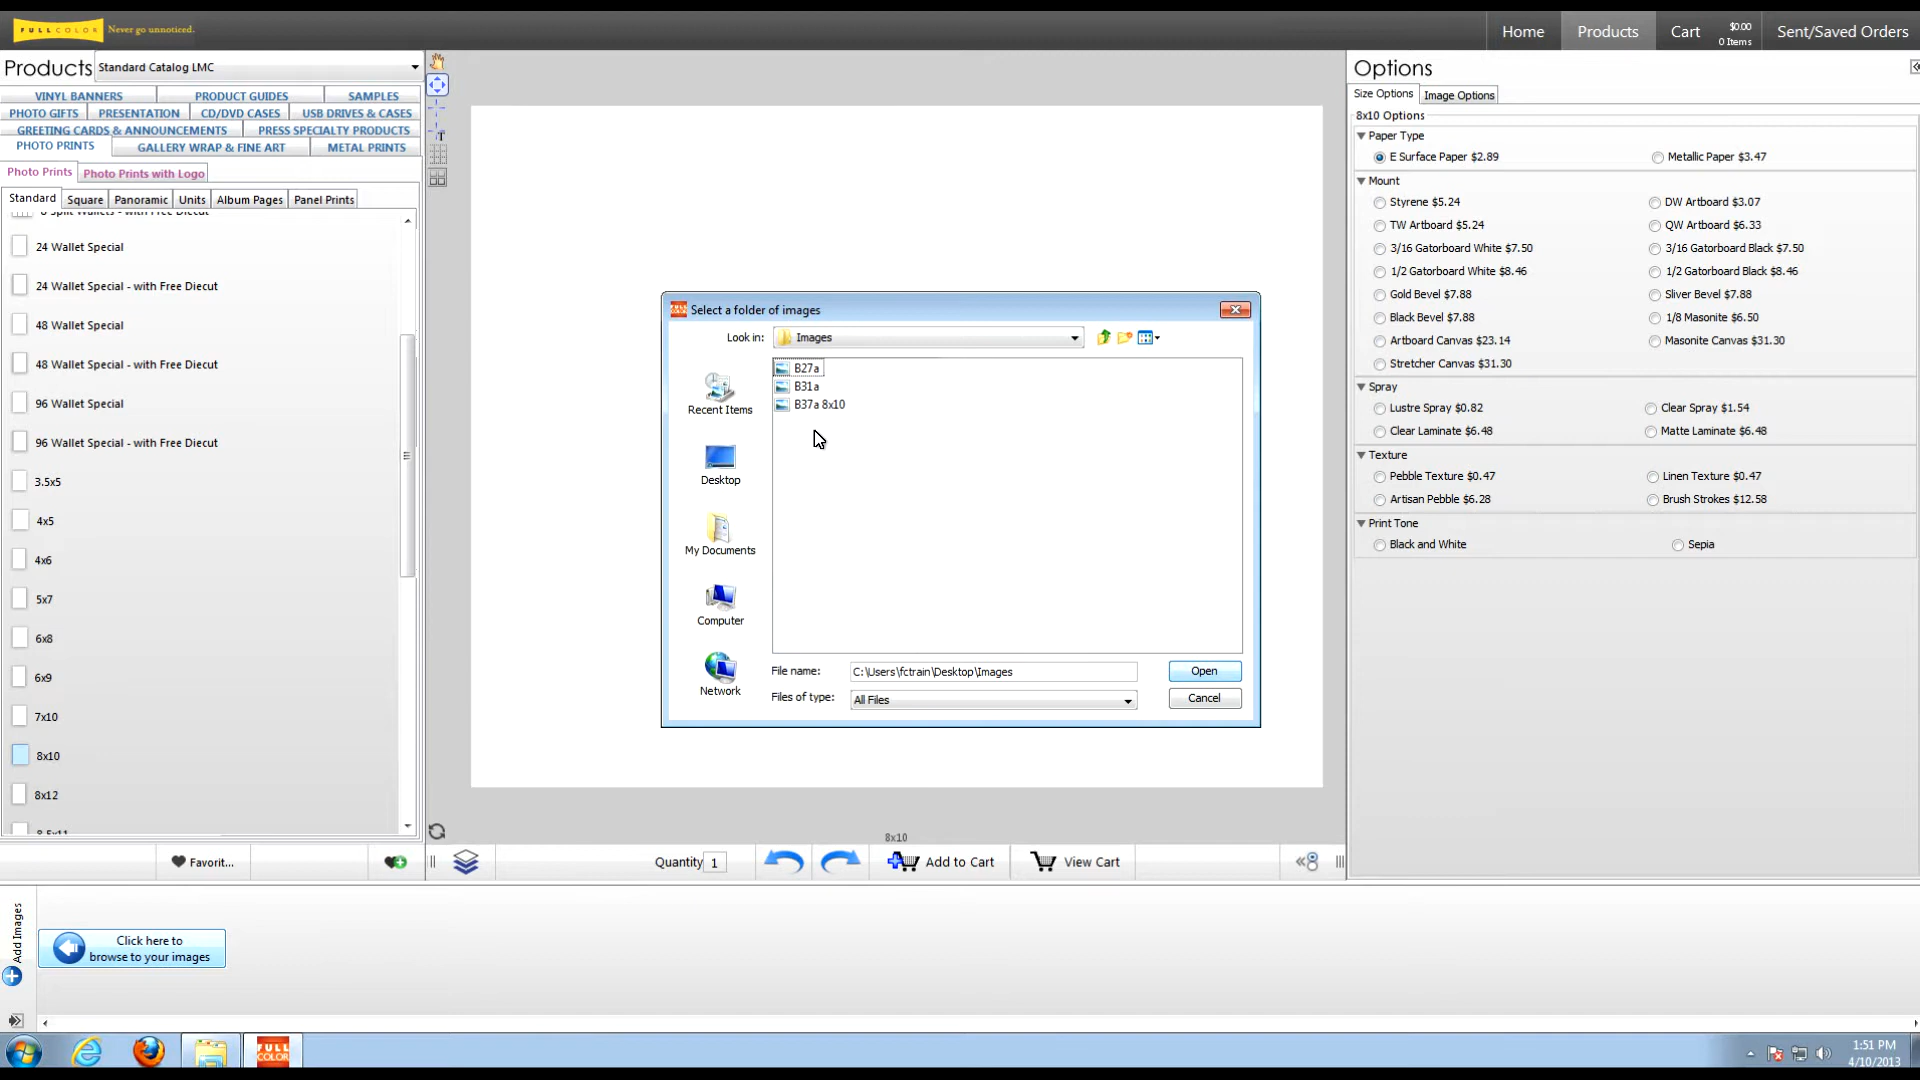 FULLCOLOR Never go unnoticed.
Home Products Cart $0.00 0 Items Sent/Saved Orders
Products Standard Catalog LMC
VINYL BANNERS PRODUCT GUIDES SAMPLES
PHOTO GIFTS PRESENTATION CD/DVD CASES USB DRIVES & CASES
GREETING CARDS & ANNOUNCEMENTS PRESS SPECIALTY PRODUCTS
PHOTO PRINTS GALLERY WRAP & FINE ART METAL PRINTS
Photo Prints Photo Prints with Logo
Standard Square Panoramic Units Album Pages Panel Prints
8 Split Wallets - with Free Diecut
24 Wallet Special
24 Wallet Special - with Free Diecut
48 Wallet Special
48 Wallet Special - with Free Diecut
96 Wallet Special
96 Wallet Special - with Free Diecut
3.5x5
4x5
4x6
5x7
6x8
6x9
7x10
8x10
8x12
8.5x11
Favorit...
T
Select a folder of images
Look in: Images
Recent Items
Desktop
My Documents
Computer
Network
B27a
B31a
B37a 8x10
File name: C:\Users\fctrain\Desktop\Images Open
Files of type: All Files Cancel
8x10
Quantity 1 Add to Cart View Cart
Options
Size Options Image Options
8x10 Options
Paper Type
E Surface Paper $2.89 Metallic Paper $3.47
Mount
Styrene $5.24 DW Artboard $3.07
TW Artboard $5.24 QW Artboard $6.33
3/16 Gatorboard White $7.50 3/16 Gatorboard Black $7.50
1/2 Gatorboard White $8.46 1/2 Gatorboard Black $8.46
Gold Bevel $7.88 Sliver Bevel $7.88
Black Bevel $7.88 1/8 Masonite $6.50
Artboard Canvas $23.14 Masonite Canvas $31.30
Stretcher Canvas $31.30
Spray
Lustre Spray $0.82 Clear Spray $1.54
Clear Laminate $6.48 Matte Laminate $6.48
Texture
Pebble Texture $0.47 Linen Texture $0.47
Artisan Pebble $6.28 Brush Strokes $12.58
Print Tone
Black and White Sepia
Add Images
Click here to
browse to your images
FULL
COLOR
1:51 PM
4/10/2013